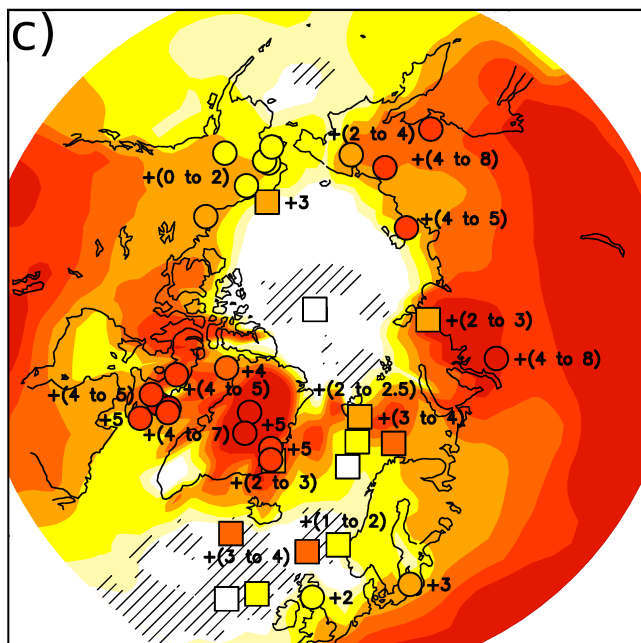 c)
+(2 to 4)
+(4 to 8)
+(0 to 2)
+3
+(4 to 5)
+(2 to 3)
+(4 to 8)
+4
+(4 to 5)
+(4 to 5)
+(2 to 2.5)
+(3 to 4)
+5
+(4 to 7)
+5
+5
+(2 to 3)
+(1 to 2)
+(3 to 4)
+3
+2